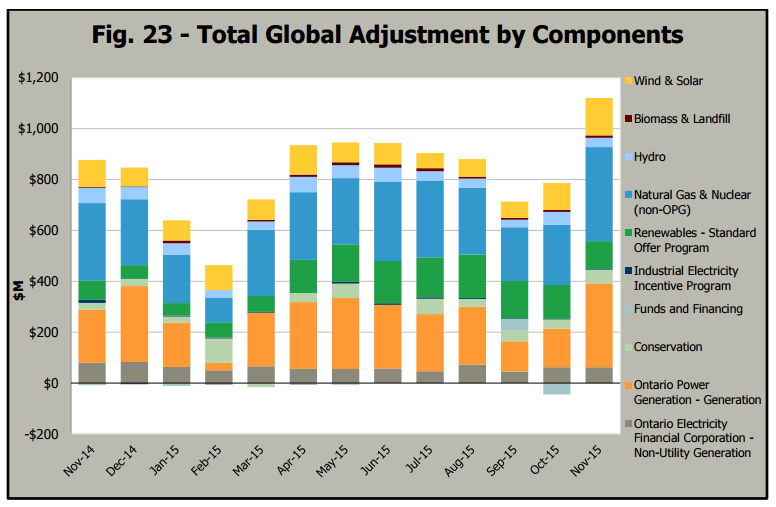 Fig. 23 - Total Global Adjustment by Components
$1,200
$1,000
$800
$600
$400
$200
$0
-$200
$M
Nov-14
Dec-14
Jan-15
Feb-15
Mar-15
Apr-15
May-15
Jun-15
Jul-15
Aug-15
Sep-15
Oct-15
Nov-15
Wind & Solar
Biomass & Landfill
Hydro
Natural Gas & Nuclear
(non-OPG)
Renewables - Standard
Offer Program
Industrial Electricity
Incentive Program
Funds and Financing
Conservation
Ontario Power
Generation - Generation
Ontario Electricity
Financial Corporation -
Non-Utility Generation